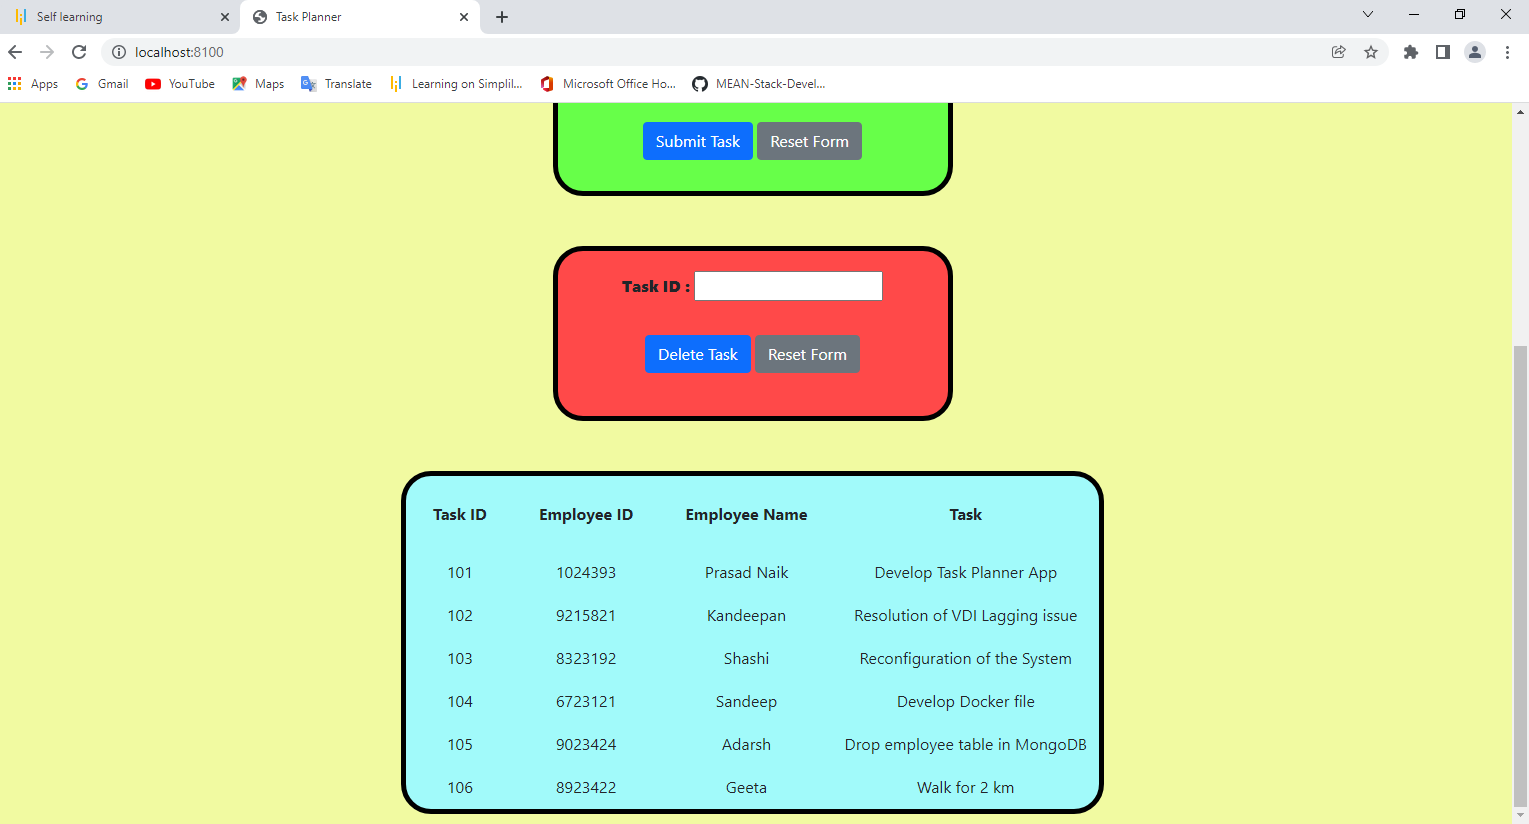 Self learning
Task Planner
localhost:8100
Apps Gmail YouTube Maps Translate Learning on Simplil... Microsoft Office Ho... MEAN-Stack-Devel...
Submit Task Reset Form
Task ID :
Delete Task Reset Form
Task ID Employee ID Employee Name Task
101 1024393 Prasad Naik Develop Task Planner App
102 9215821 Kandeepan Resolution of VDI Lagging issue
103 8323192 Shashi Reconfiguration of the System
104 6723121 Sandeep Develop Docker file
105 9023424 Adarsh Drop employee table in MongoDB
106 8923422 Geeta Walk for 2 km